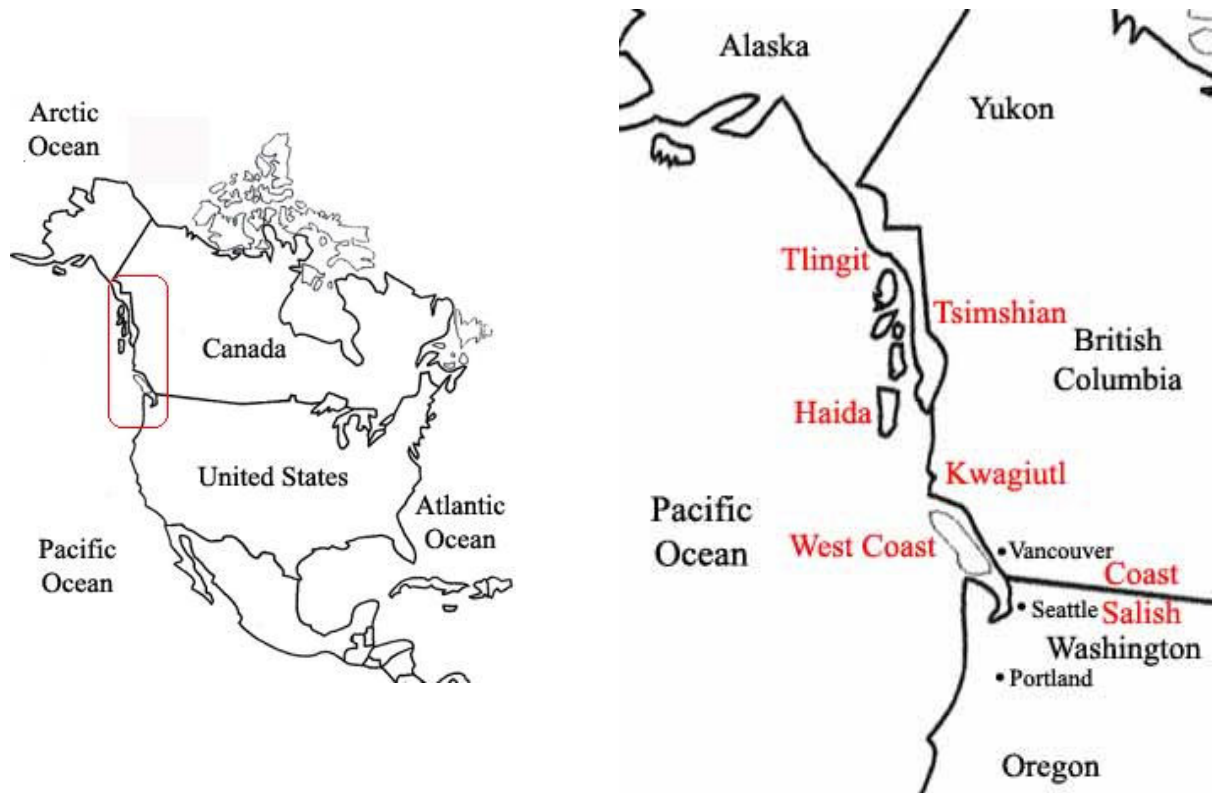 Arctic
Ocean
Canada
United States
Atlantic
Ocean
Pacific
Ocean
Alaska
Yukon
Tlingit
Tsimshian
British
Columbia
Haida
Kwagiutl
Pacific
Ocean
West Coast
Vancouver
Coast
Seattle Salish
Washington
Portland
Oregon